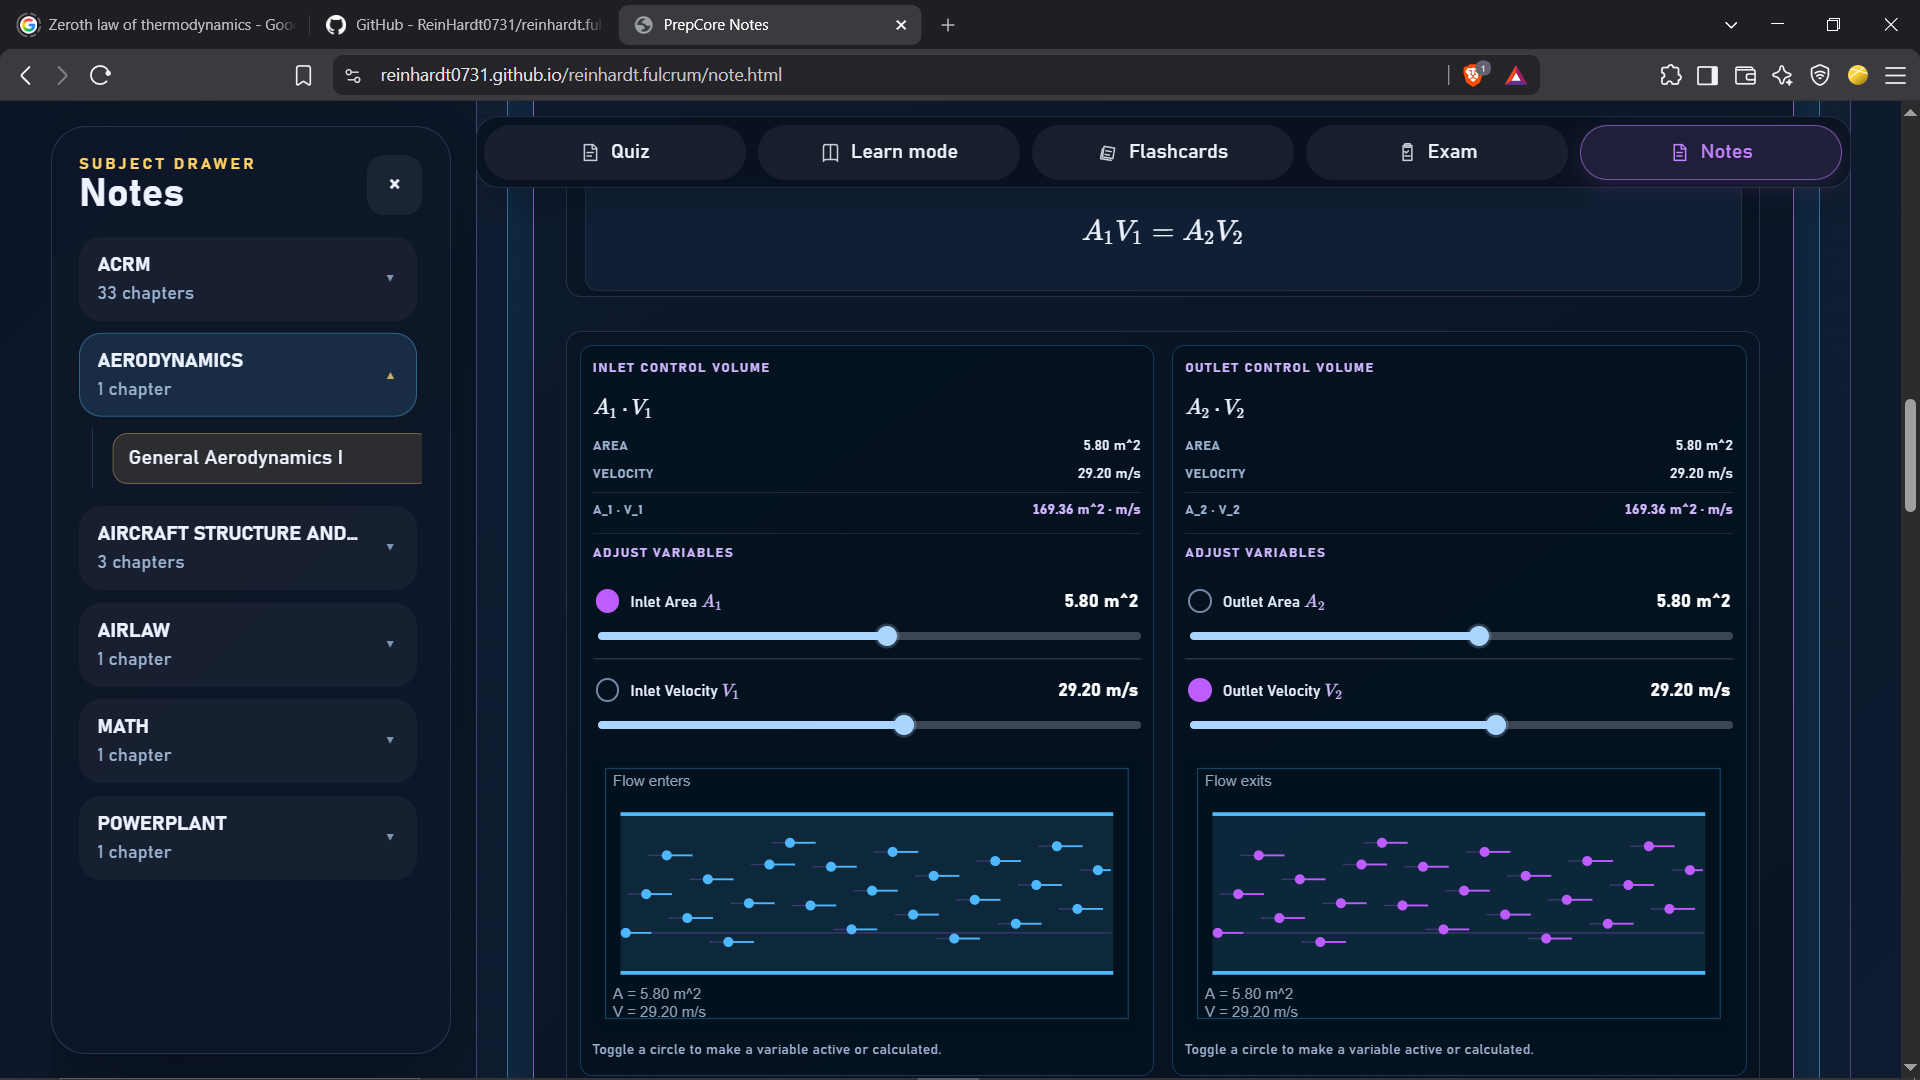 Zeroth law of thermodynamics - Goo
GitHub - ReinHardt0731/reinhardt.ful
PrepCore Notes
reinhardt0731.github.io/reinhardt.fulcrum/note.html
1
SUBJECT DRAWER
Notes
ACRM
33 chapters
AERODYNAMICS
1 chapter
General Aerodynamics I
AIRCRAFT STRUCTURE AND...
3 chapters
AIRLAW
1 chapter
MATH
1 chapter
POWERPLANT
1 chapter
Quiz
Learn mode
Flashcards
Exam
Notes
A₁V₁ = A₂V₂
INLET CONTROL VOLUME
A₁ · V₁
AREA 5.80 m^2
VELOCITY 29.20 m/s
A_1 · V_1 169.36 m^2 · m/s
ADJUST VARIABLES
Inlet Area A₁ 5.80 m^2
Inlet Velocity V₁ 29.20 m/s
Flow enters
A = 5.80 m^2
V = 29.20 m/s
Toggle a circle to make a variable active or calculated.
OUTLET CONTROL VOLUME
A₂ · V₂
AREA 5.80 m^2
VELOCITY 29.20 m/s
A_2 · V_2 169.36 m^2 · m/s
ADJUST VARIABLES
Outlet Area A₂ 5.80 m^2
Outlet Velocity V₂ 29.20 m/s
Flow exits
A = 5.80 m^2
V = 29.20 m/s
Toggle a circle to make a variable active or calculated.